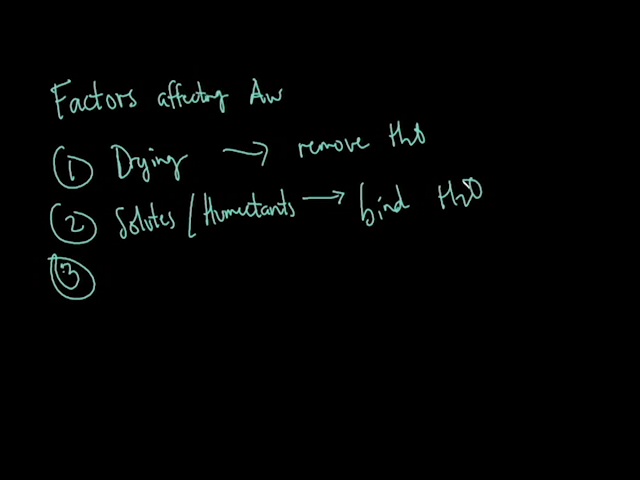 Factors affecting Aw
① Drying → remove H2O
② Solutes / Humectants → bind H2O
③